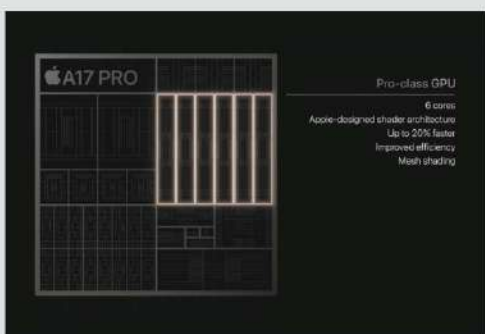 A17 PRO
Pro-class GPU
6 cores
Apple-designed shader architecture
Up to 20% faster
Improved efficiency
Mesh shading